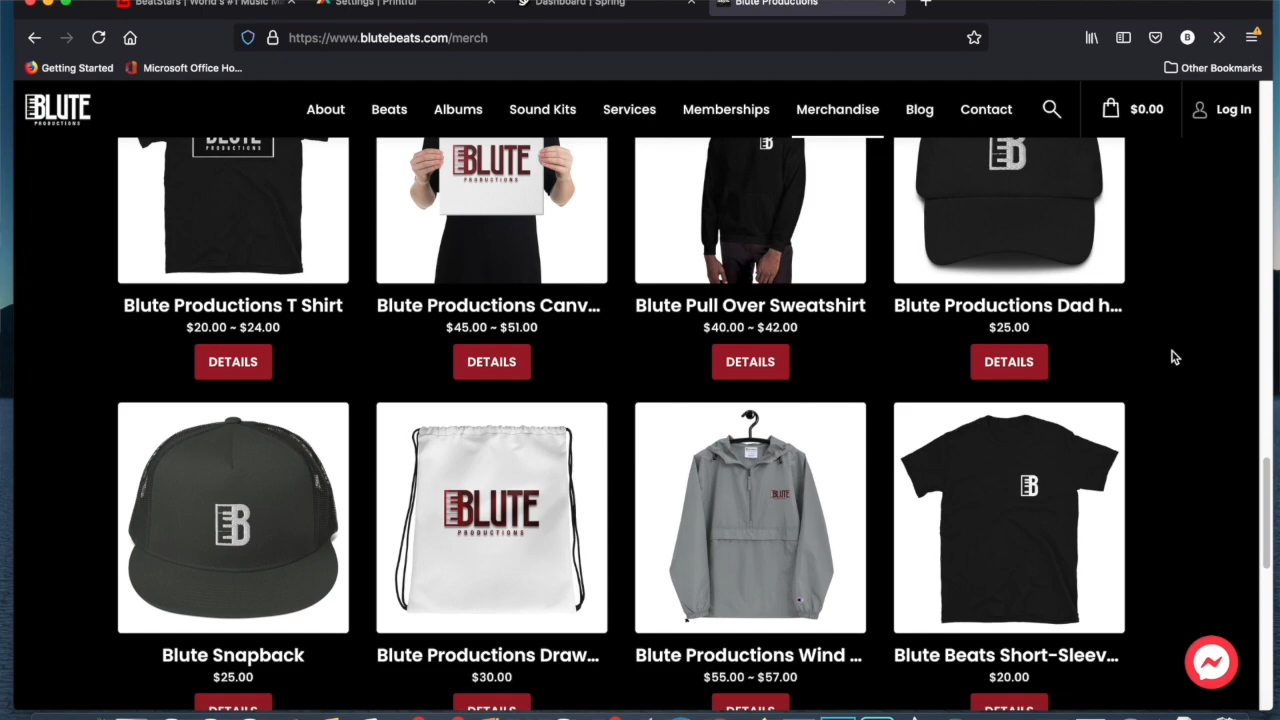 BeatStars | World's #1 Music M
Settings | Printful
Dashboard | Spring
Blute Productions
https://www.blutebeats.com/merch
B
Getting Started
Microsoft Office Ho...
Other Bookmarks
BLUTE
PRODUCTIONS
About
Beats
Albums
Sound Kits
Services
Memberships
Merchandise
Blog
Contact
$0.00
Log In
BLUTE
PRODUCTIONS
BLUTE
PRODUCTIONS
B
B
Blute Productions T Shirt
Blute Productions Canv...
Blute Pull Over Sweatshirt
Blute Productions Dad h...
$20.00 ~ $24.00
$45.00 ~ $51.00
$40.00 ~ $42.00
$25.00
DETAILS
DETAILS
DETAILS
DETAILS
B
BLUTE
PRODUCTIONS
BLUTE
B
Blute Snapback
Blute Productions Draw...
Blute Productions Wind ...
Blute Beats Short-Sleev...
$25.00
$30.00
$55.00 ~ $57.00
$20.00
DETAILS
DETAILS
DETAILS
DETAILS